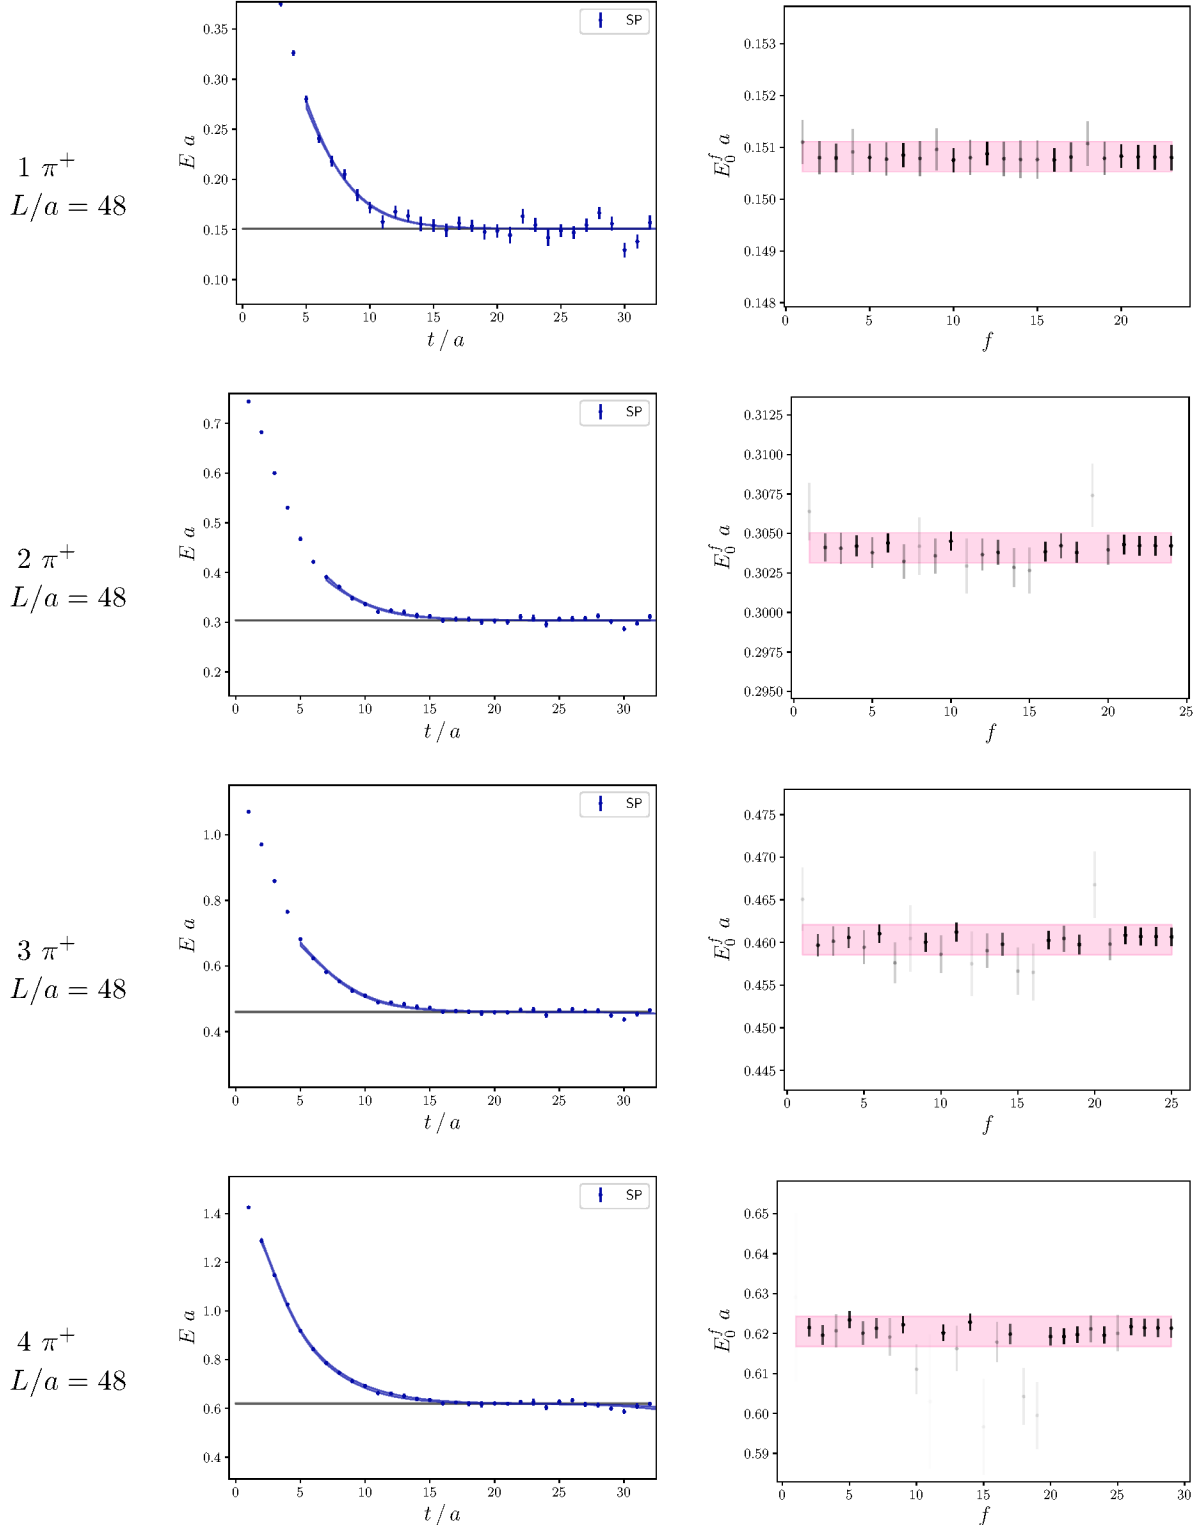 1 π⁺
L/a = 48
0.35
0.30
0.25
0.20
0.15
0.10
E a
SP
0 5 10 15 20 25 30
t / a
0.153
0.152
0.151
0.150
0.149
0.148
E₀ᶠ a
0 5 10 15 20
f
2 π⁺
L/a = 48
0.7
0.6
0.5
0.4
0.3
0.2
E a
SP
0 5 10 15 20 25 30
t / a
0.3125
0.3100
0.3075
0.3050
0.3025
0.3000
0.2975
0.2950
E₀ᶠ a
0 5 10 15 20 25
f
3 π⁺
L/a = 48
1.0
0.8
0.6
0.4
E a
SP
0 5 10 15 20 25 30
t / a
0.475
0.470
0.465
0.460
0.455
0.450
0.445
E₀ᶠ a
0 5 10 15 20 25
f
4 π⁺
L/a = 48
1.4
1.2
1.0
0.8
0.6
0.4
E a
SP
0 5 10 15 20 25 30
t / a
0.65
0.64
0.63
0.62
0.61
0.60
0.59
E₀ᶠ a
0 5 10 15 20 25 30
f